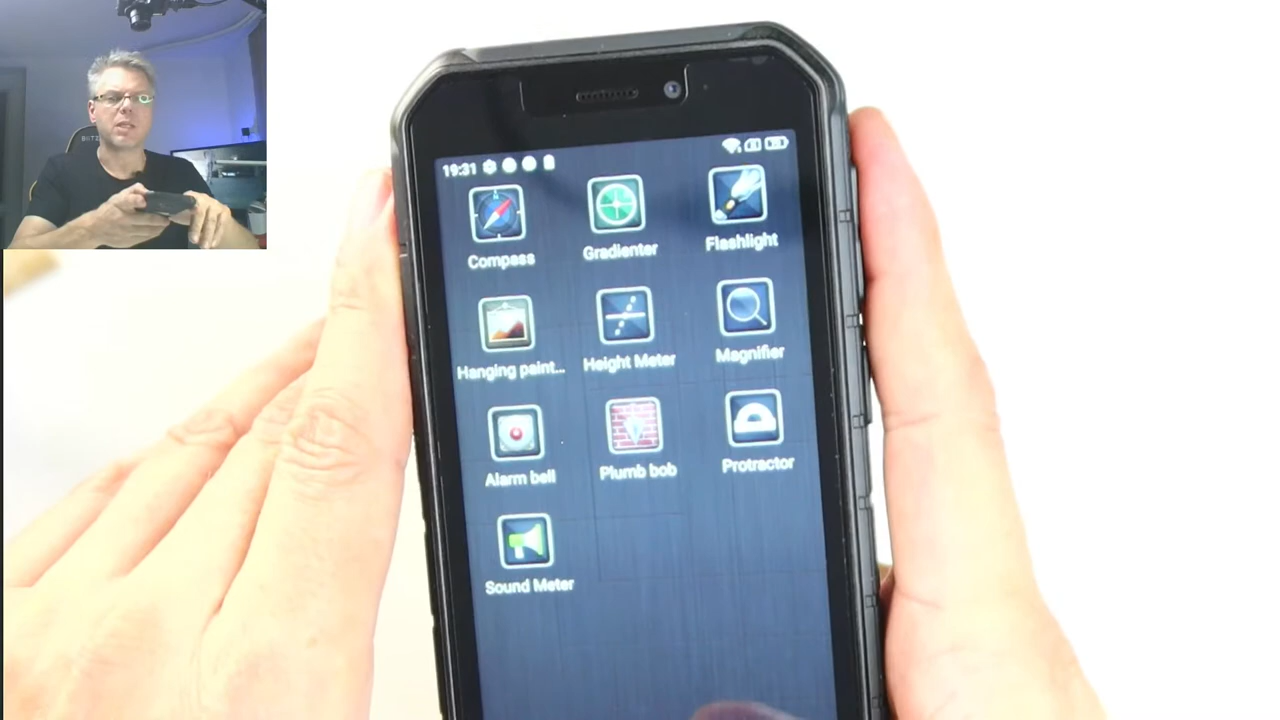 19:31
Compass Gradienter Flashlight
Hanging paint... Height Meter Magnifier
Alarm bell Plumb bob Protractor
Sound Meter